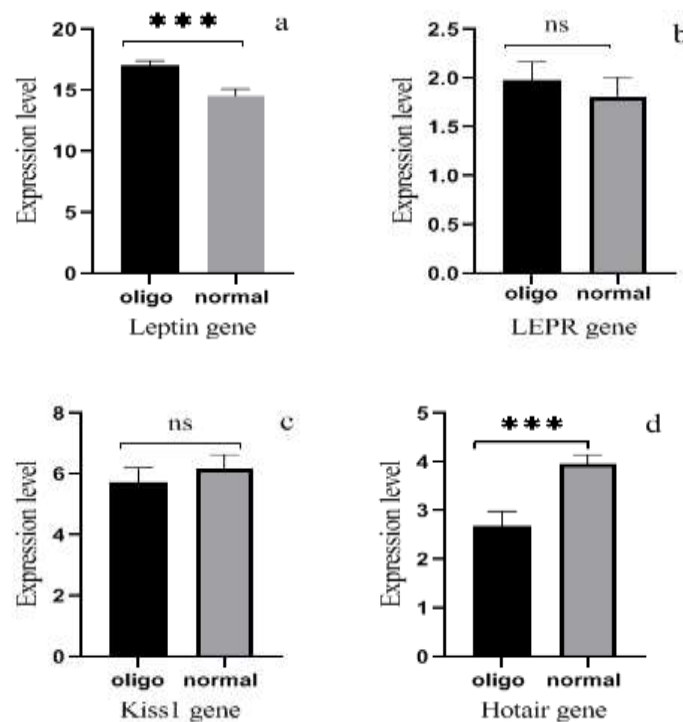 *** a
20
15
10
5
0
Expression level
oligo normal
Leptin gene
ns b
2.5
2.0
1.5
1.0
0.5
0.0
Expression level
oligo normal
LEPR gene
ns c
8
6
4
2
0
Expression level
oligo normal
Kiss1 gene
*** d
5
4
3
2
1
0
Expression level
oligo normal
Hotair gene